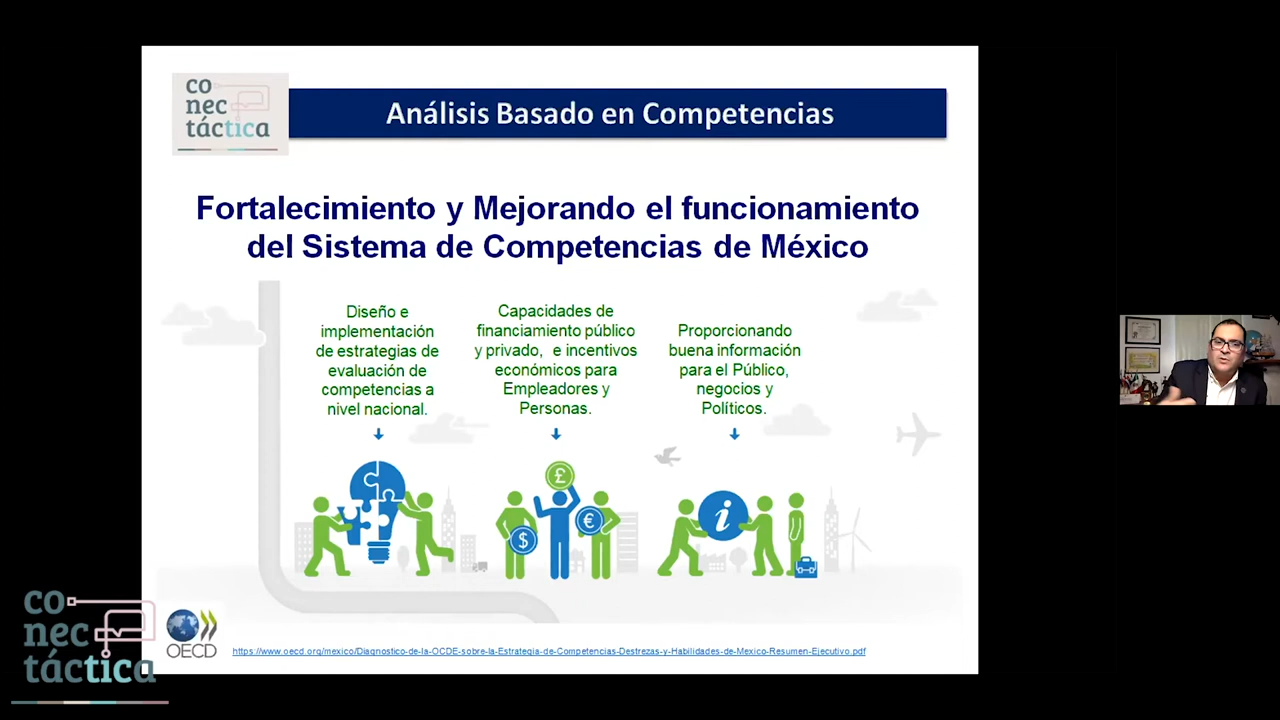 co
nec
táctica
Análisis Basado en Competencias
Fortalecimiento y Mejorando el funcionamiento
del Sistema de Competencias de México
Diseño e
implementación
de estrategias de
evaluación de
competencias a
nivel nacional.
Capacidades de
financiamiento público
y privado, e incentivos
económicos para
Empleadores y
Personas.
Proporcionando
buena información
para el Público,
negocios y
Políticos.
£
$
€
i
OECD
https://www.oecd.org/mexico/Diagnostico-de-la-OCDE-sobre-la-Estrategia-de-Competencias-Destrezas-y-Habilidades-de-Mexico-Resumen-Ejecutivo.pdf
co
nec
táctica